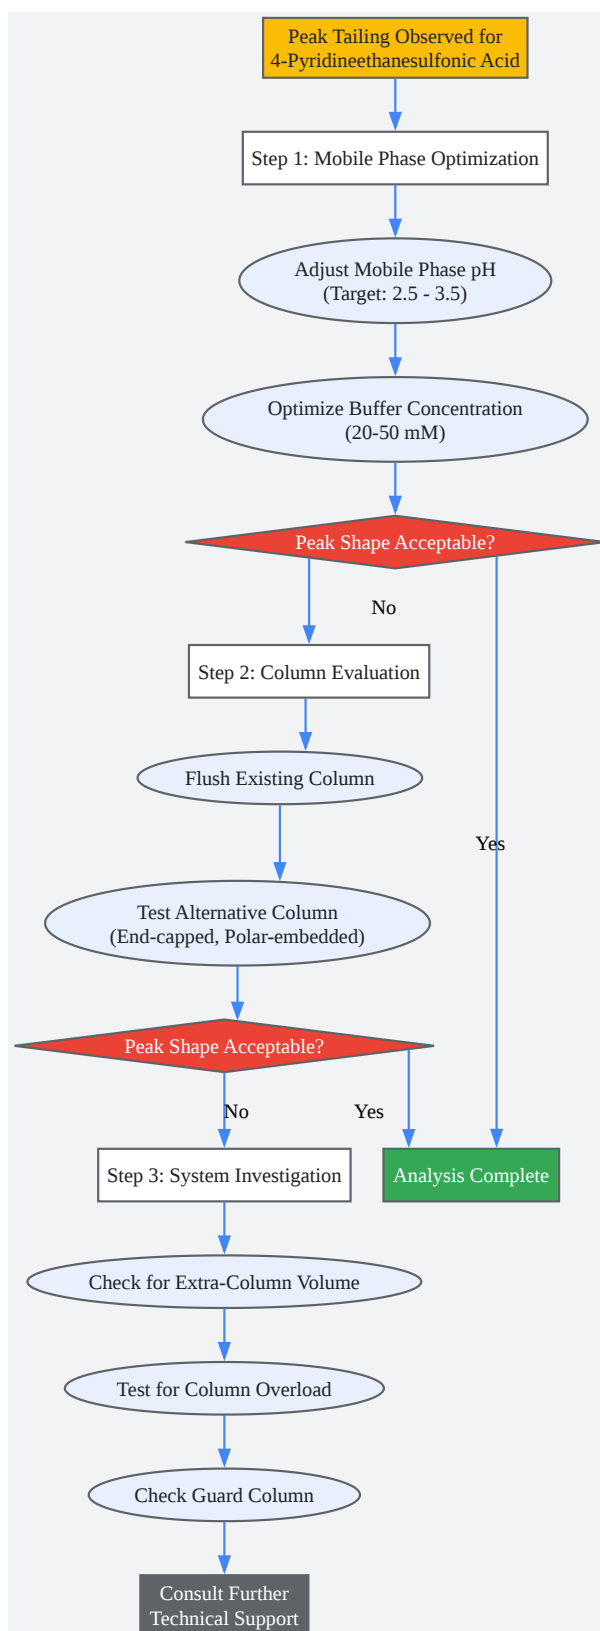 Peak Tailing Observed for
4-Pyridineethanesulfonic Acid
Step 1: Mobile Phase Optimization
Adjust Mobile Phase pH
(Target: 2.5 - 3.5)
Optimize Buffer Concentration
(20-50 mM)
Peak Shape Acceptable?
No
Step 2: Column Evaluation
Flush Existing Column
Yes
Test Alternative Column
(End-capped, Polar-embedded)
Peak Shape Acceptable?
No
Yes
Step 3: System Investigation
Analysis Complete
Check for Extra-Column Volume
Test for Column Overload
Check Guard Column
Consult Further
Technical Support